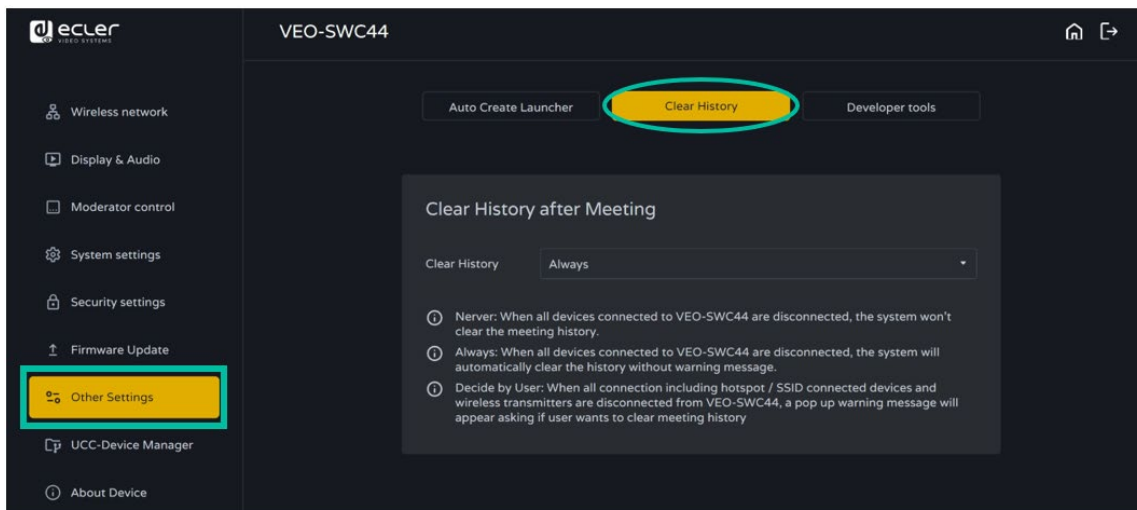 ecler
VIDEO SYSTEMS
VEO-SWC44
Wireless network
Display & Audio
Moderator control
System settings
Security settings
Firmware Update
Other Settings
UCC-Device Manager
About Device
Auto Create Launcher
Clear History
Developer tools
Clear History after Meeting
Clear History
Always
Nerver: When all devices connected to VEO-SWC44 are disconnected, the system won't
clear the meeting history.
Always: When all devices connected to VEO-SWC44 are disconnected, the system will
automatically clear the history without warning message.
Decide by User: When all connection including hotspot / SSID connected devices and
wireless transmitters are disconnected from VEO-SWC44, a pop up warning message will
appear asking if user wants to clear meeting history